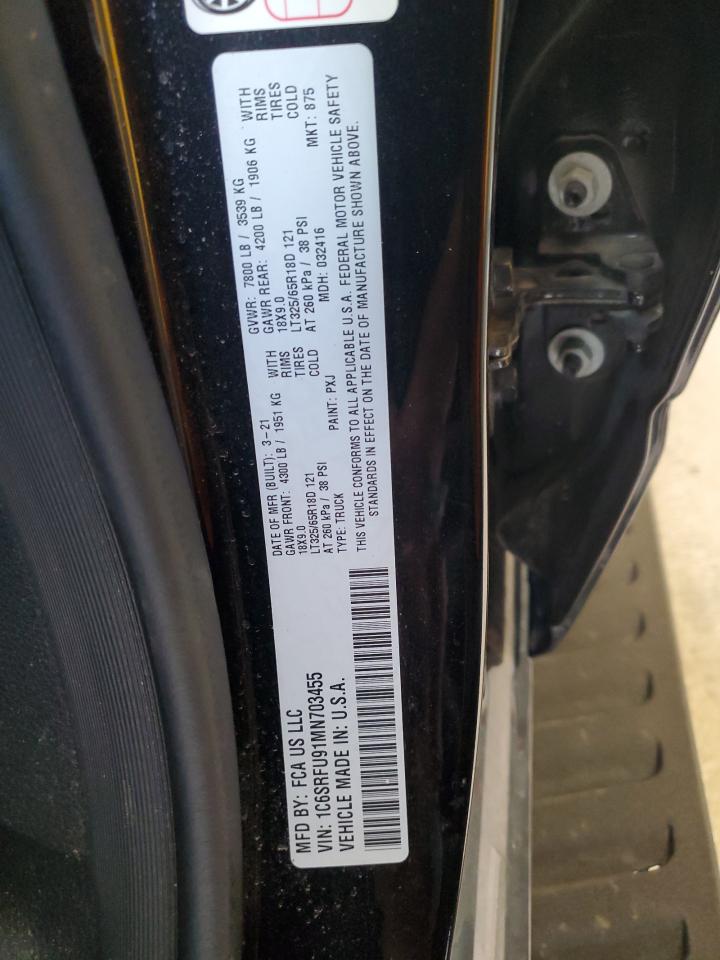 MFD BY: FCA US LLC
VIN: 1C6SRFU91MN703455
VEHICLE MADE IN: U.S.A.
DATE OF MFR (BUILT): 3-21 GVWR: 7800 LB / 3539 KG
GAWR FRONT: 4300 LB / 1951 KG WITH GAWR REAR: 4200 LB / 1906 KG WITH
18X9.0 RIMS 18X9.0 RIMS
LT325/65R18D 121 TIRES LT325/65R18D 121 TIRES
AT 260 kPa / 38 PSI COLD AT 260 kPa / 38 PSI COLD
TYPE: TRUCK PAINT: PXJ MDH: 032416 MKT: 875
THIS VEHICLE CONFORMS TO ALL APPLICABLE U.S.A. FEDERAL MOTOR VEHICLE SAFETY
STANDARDS IN EFFECT ON THE DATE OF MANUFACTURE SHOWN ABOVE.